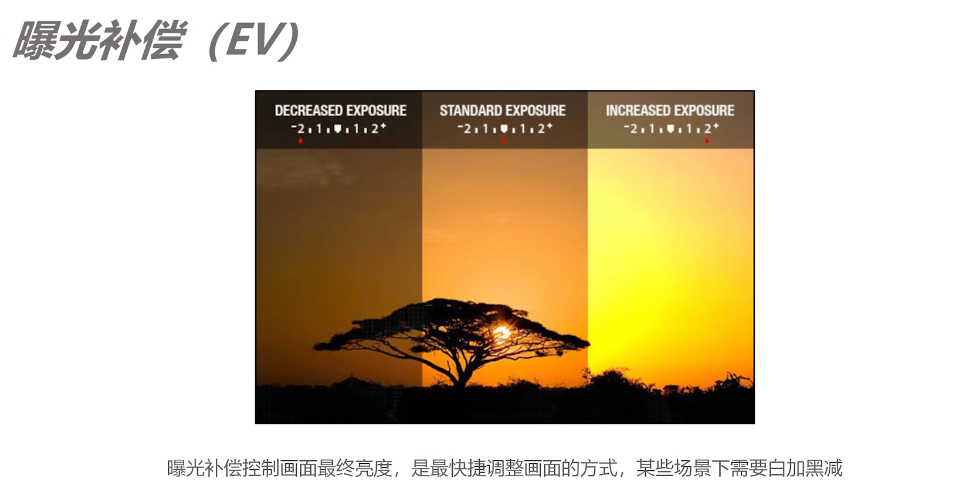 曝光补偿（EV）
DECREASED EXPOSURE STANDARD EXPOSURE INCREASED EXPOSURE
-2 1 1 2+ -2 1 1 2+ -2 1 1 2+
曝光补偿控制画面最终亮度，是最快捷调整画面的方式，某些场景下需要白加黑减